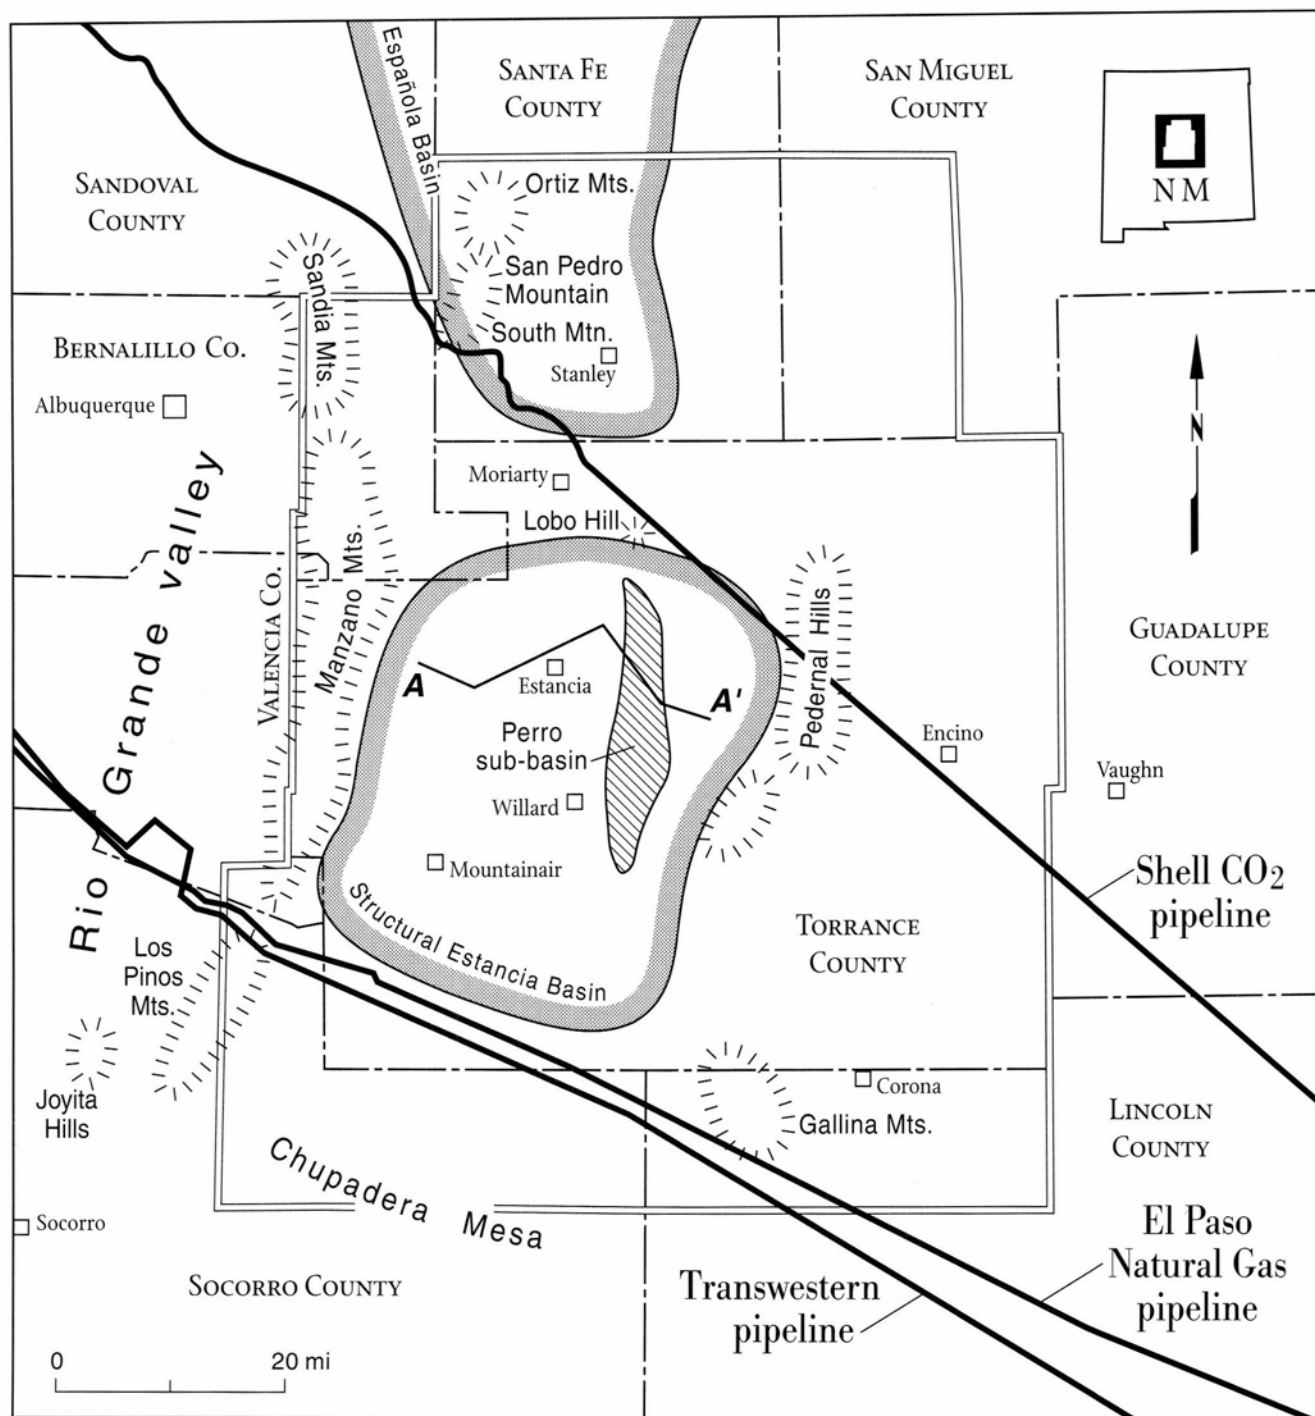 Española Basin
SANTA FE
COUNTY
SAN MIGUEL
COUNTY
NM
SANDOVAL
COUNTY
Ortiz Mts.
San Pedro
Mountain
South Mtn.
Stanley
Sandia Mts.
BERNALILLO CO.
Albuquerque
N
Moriarty
Lobo Hill
Rio Grande valley
VALENCIA CO.
Manzano Mts.
Pedernal Hills
GUADALUPE
COUNTY
A
Estancia
A'
Perro
sub-basin
Encino
Vaughn
Willard
Mountainair
Shell CO₂
pipeline
Structural Estancia Basin
TORRANCE
COUNTY
Los
Pinos
Mts.
Joyita
Hills
Corona
Gallina Mts.
LINCOLN
COUNTY
Chupadera Mesa
Socorro
SOCORRO COUNTY
El Paso
Natural Gas
pipeline
Transwestern
pipeline
0 20 mi